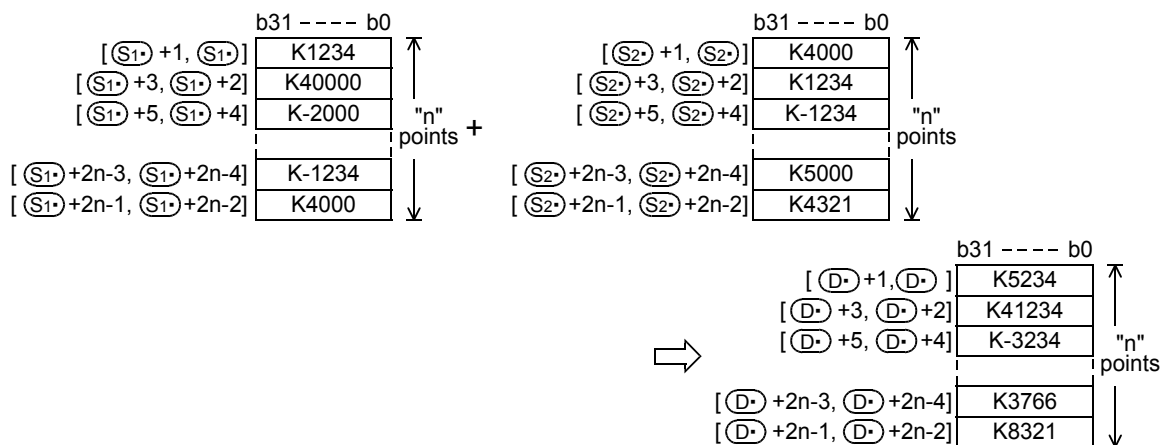 b31 ---- b0
[(S1·) +1, (S1·)] K1234
[(S1·) +3, (S1·) +2] K40000
[(S1·) +5, (S1·) +4] K-2000
[(S1·) +2n-3, (S1·) +2n-4] K-1234
[(S1·) +2n-1, (S1·) +2n-2] K4000
"n"
points
+
b31 ---- b0
[(S2·) +1, (S2·)] K4000
[(S2·) +3, (S2·) +2] K1234
[(S2·) +5, (S2·) +4] K-1234
[(S2·) +2n-3, (S2·) +2n-4] K5000
[(S2·) +2n-1, (S2·) +2n-2] K4321
"n"
points
b31 ---- b0
[(D·) +1,(D·) ] K5234
[(D·) +3, (D·) +2] K41234
[(D·) +5, (D·) +4] K-3234
[(D·) +2n-3, (D·) +2n-4] K3766
[(D·) +2n-1, (D·) +2n-2] K8321
"n"
points